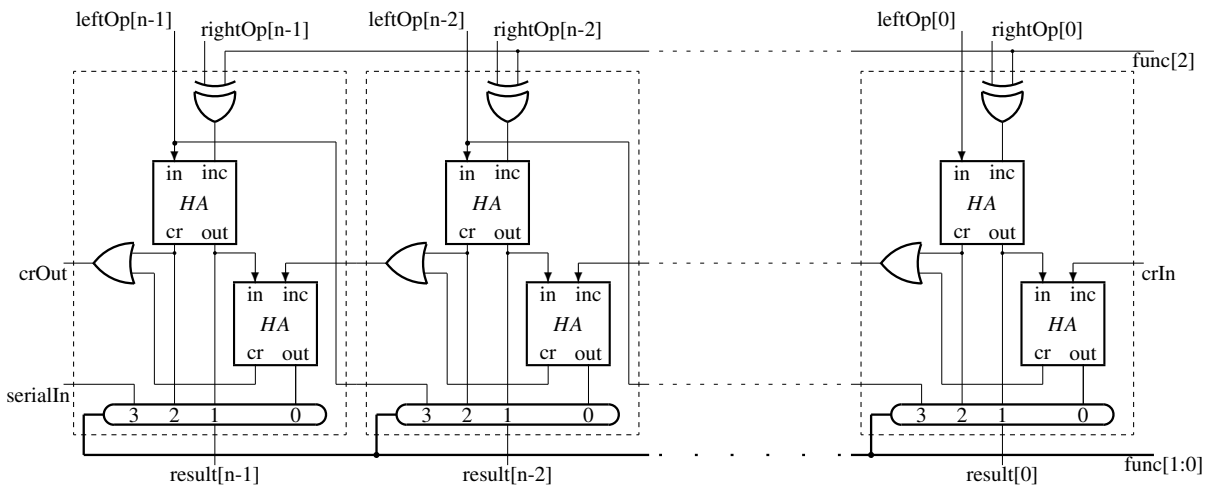 leftOp[n-1] leftOp[n-2] leftOp[0]
rightOp[n-1] rightOp[n-2] rightOp[0]
func[2]
in inc in inc in inc
HA HA HA
cr out cr out cr out
crOut crIn
in inc in inc in inc
HA HA HA
cr out cr out cr out
serialIn
3 2 1 0 3 2 1 0 3 2 1 0
result[n-1] result[n-2] result[0] func[1:0]